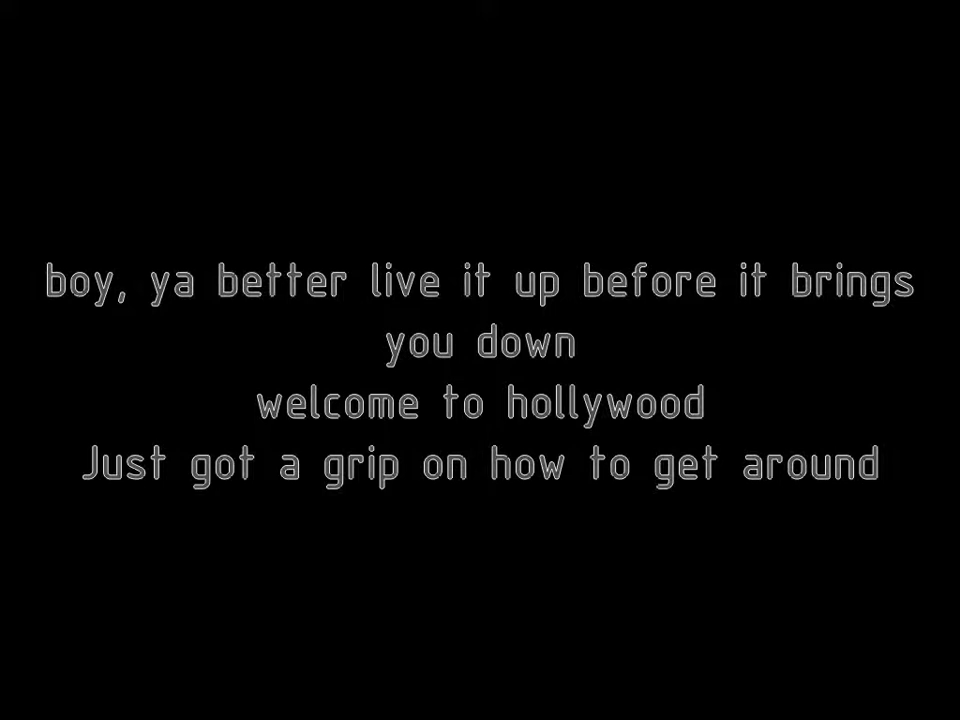 boy, ya better live it up before it brings
you down
welcome to hollywood
Just got a grip on how to get around